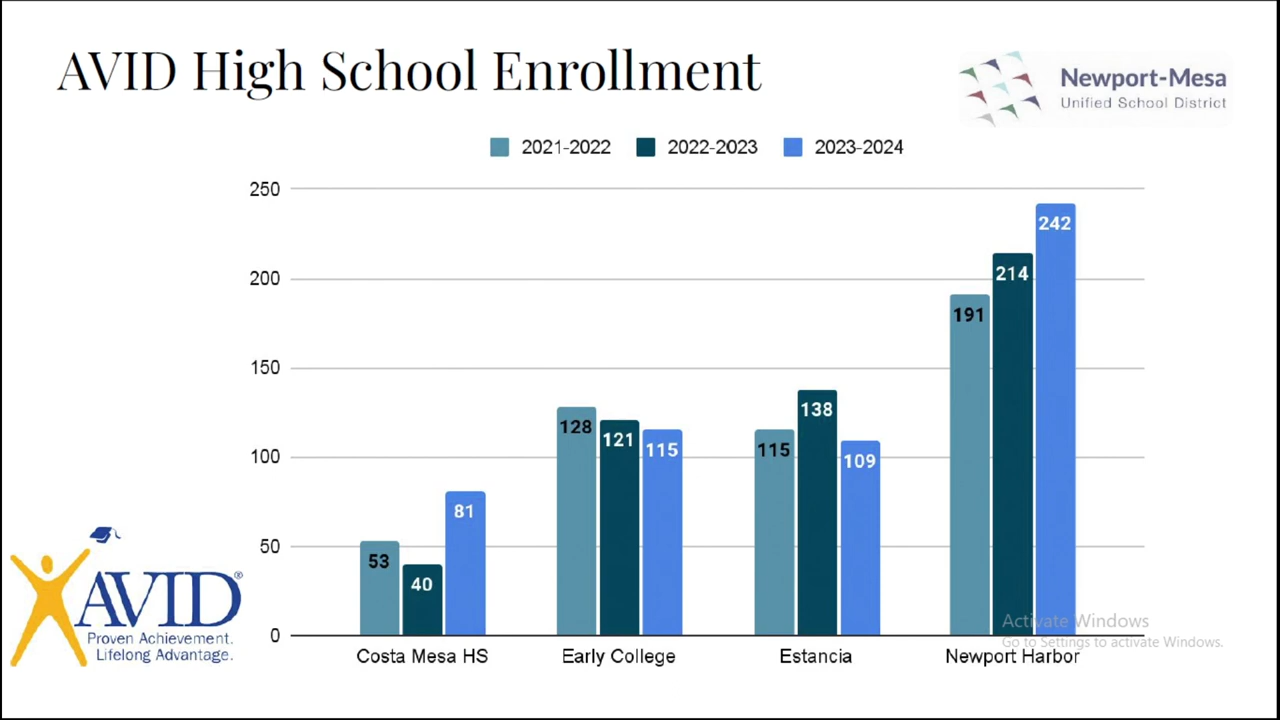 AVID High School Enrollment
Newport-Mesa
Unified School District
2021-2022 2022-2023 2023-2024
250
200
150
100
50
0
53
40
81
128
121
115
115
138
109
191
214
242
Costa Mesa HS Early College Estancia Newport Harbor
AVID®
Proven Achievement.
Lifelong Advantage.
Activate Windows
Go to Settings to activate Windows.